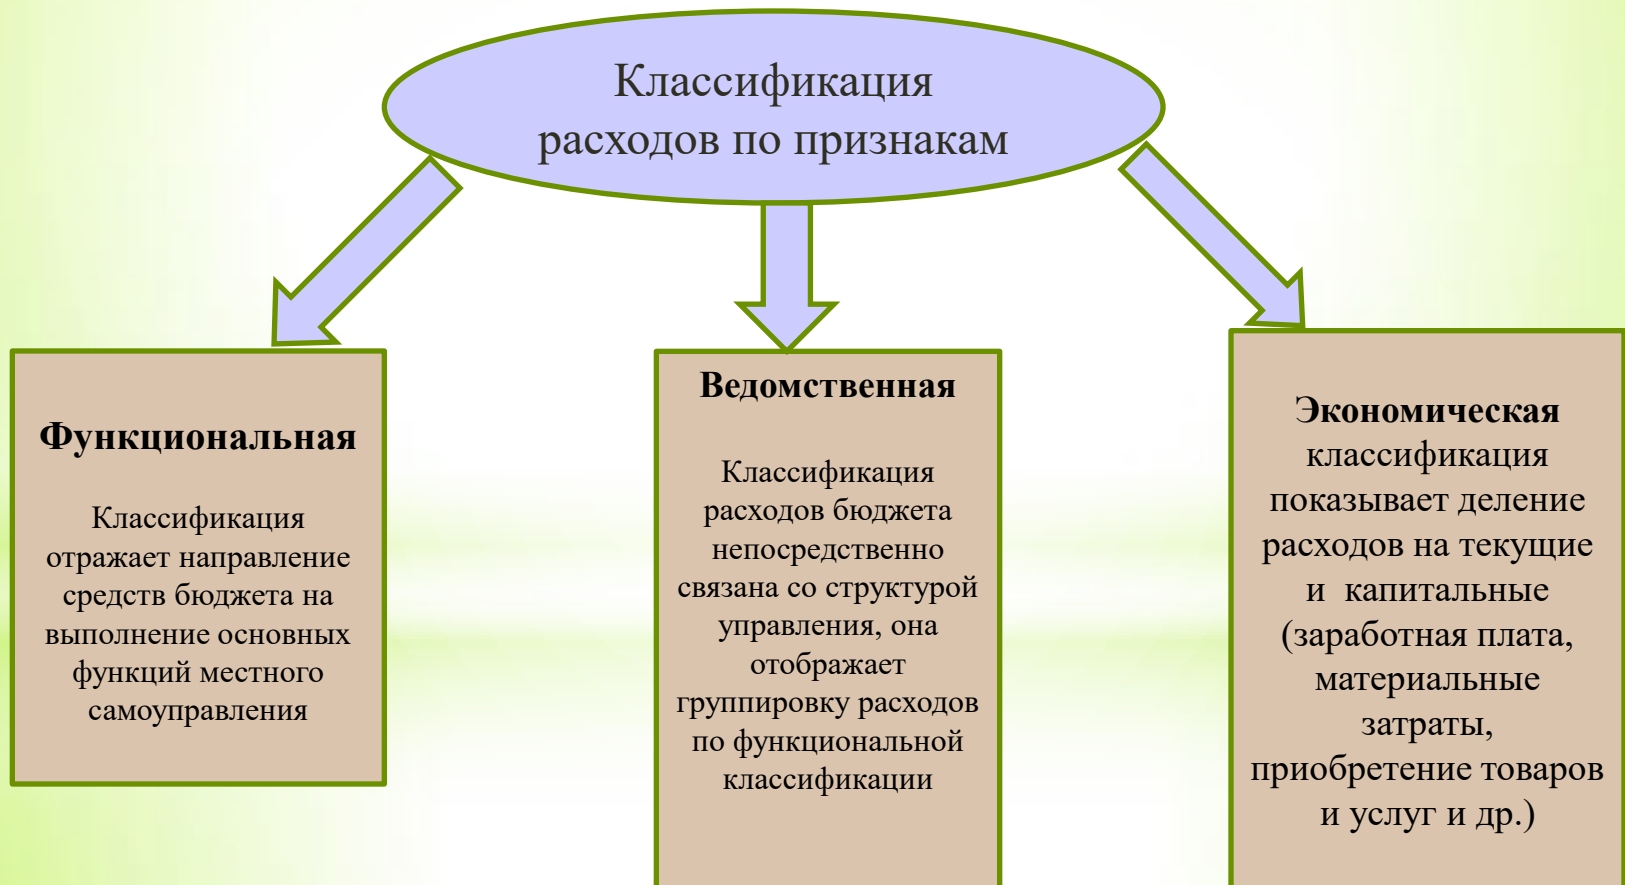 Классификация
расходов по признакам
Функциональная
Классификация
отражает направление
средств бюджета на
выполнение основных
функций местного
самоуправления
Ведомственная
Классификация
расходов бюджета
непосредственно
связана со структурой
управления, она
отображает
группировку расходов
по функциональной
классификации
Экономическая
классификация
показывает деление
расходов на текущие
и  капитальные
(заработная плата,
материальные
затраты,
приобретение товаров
и услуг и др.)